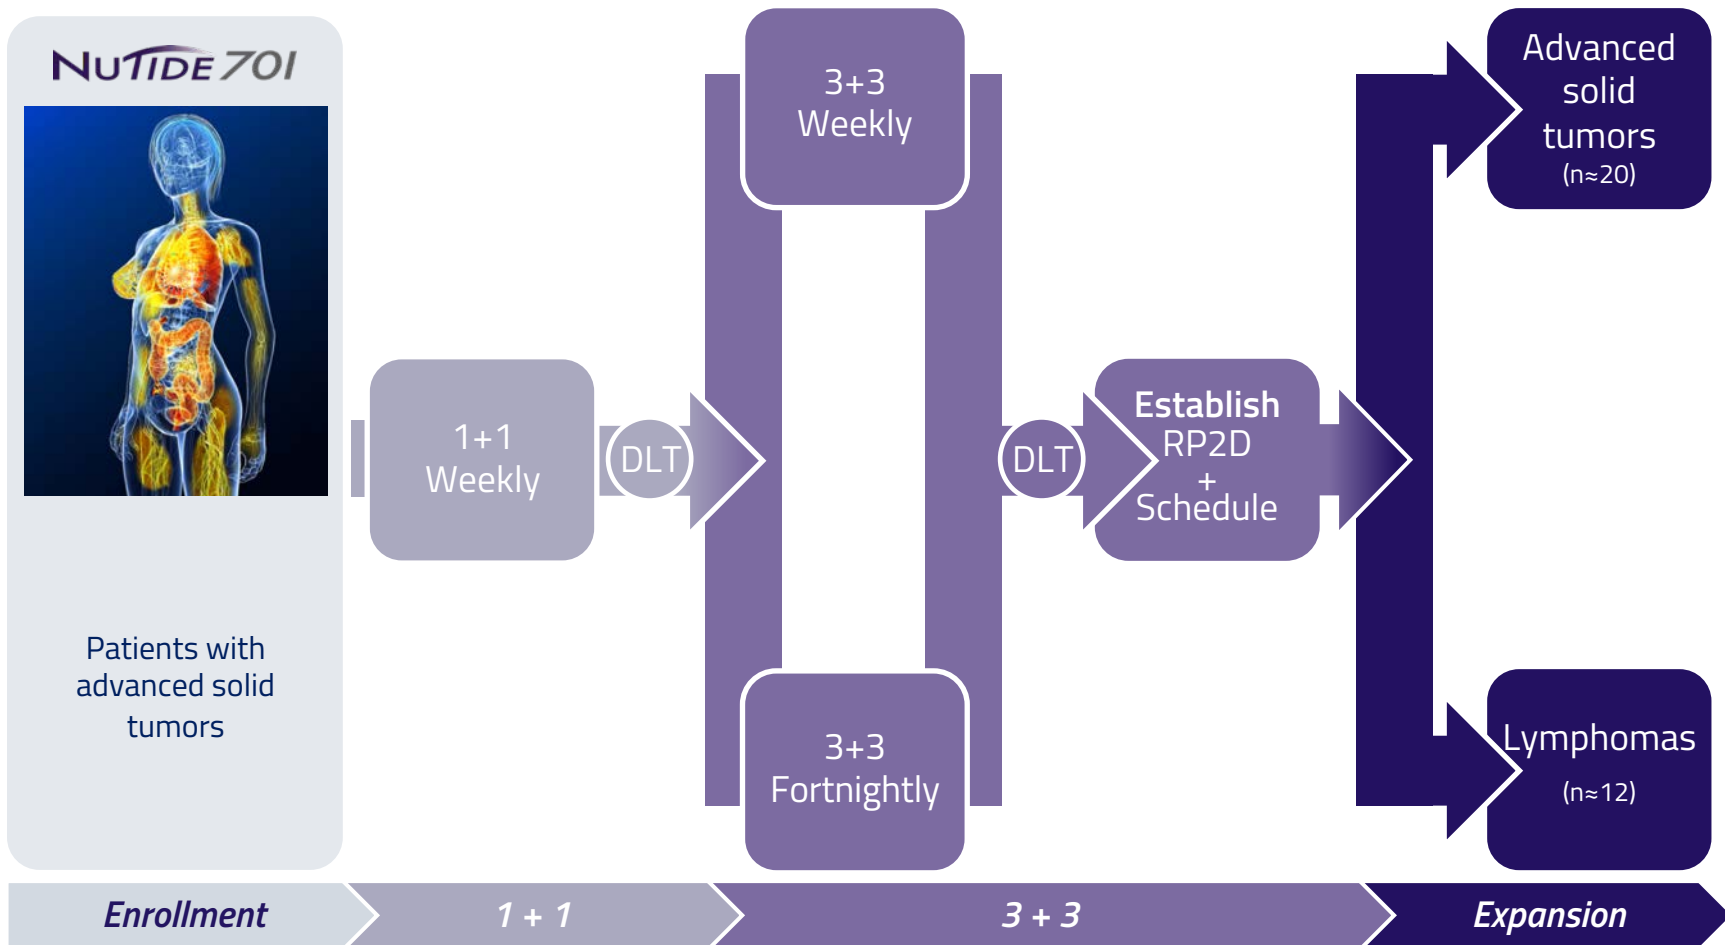 NUTIDE 701
Patients with
advanced solid
tumors
1+1
Weekly
DLT
3+3
Weekly
3+3
Fortnightly
DLT
Establish
RP2D
+
Schedule
Advanced
solid
tumors
(n≈20)
Lymphomas
(n≈12)
Enrollment
1 + 1
3 + 3
Expansion